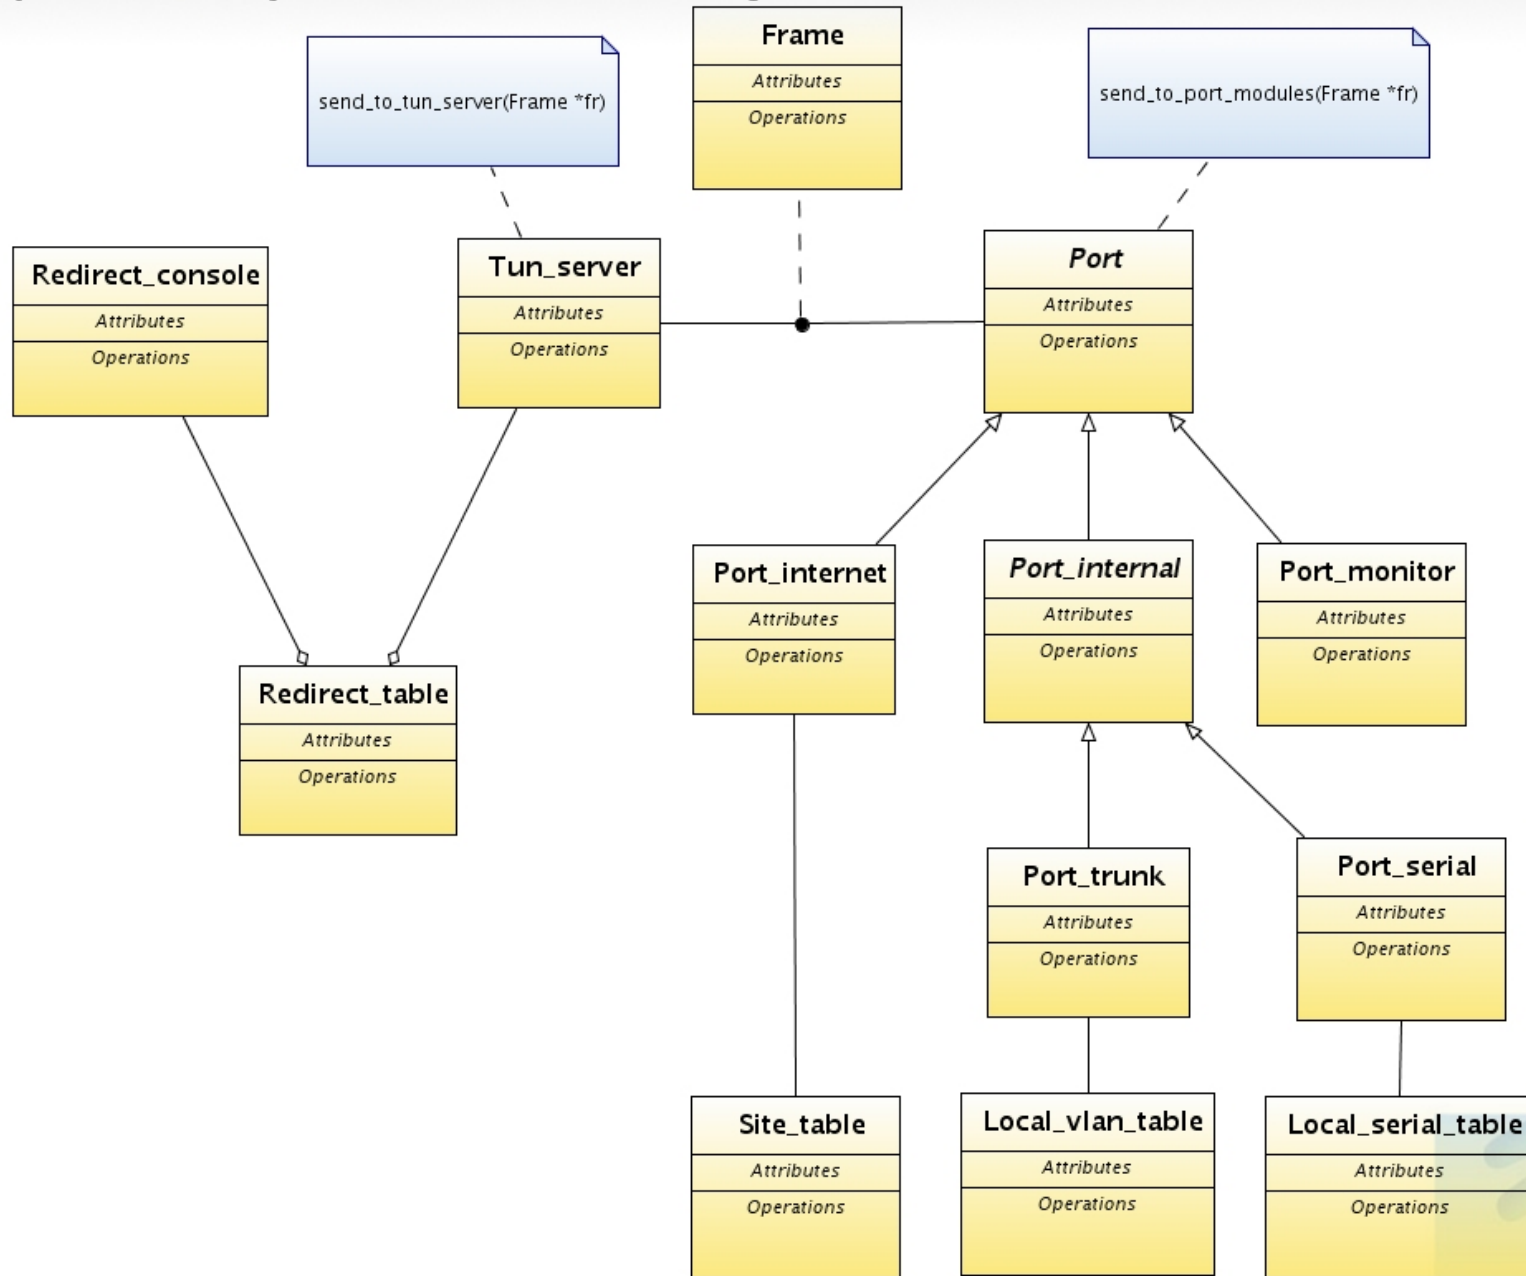 Frame
Attributes
Operations
send_to_tun_server(Frame *fr)
send_to_port_modules(Frame *fr)
Redirect_console
Attributes
Operations
Tun_server
Attributes
Operations
Port
Attributes
Operations
Port_internet
Attributes
Operations
Port_internal
Attributes
Operations
Port_monitor
Attributes
Operations
Redirect_table
Attributes
Operations
Port_trunk
Attributes
Operations
Port_serial
Attributes
Operations
Site_table
Attributes
Operations
Local_vlan_table
Attributes
Operations
Local_serial_table
Attributes
Operations